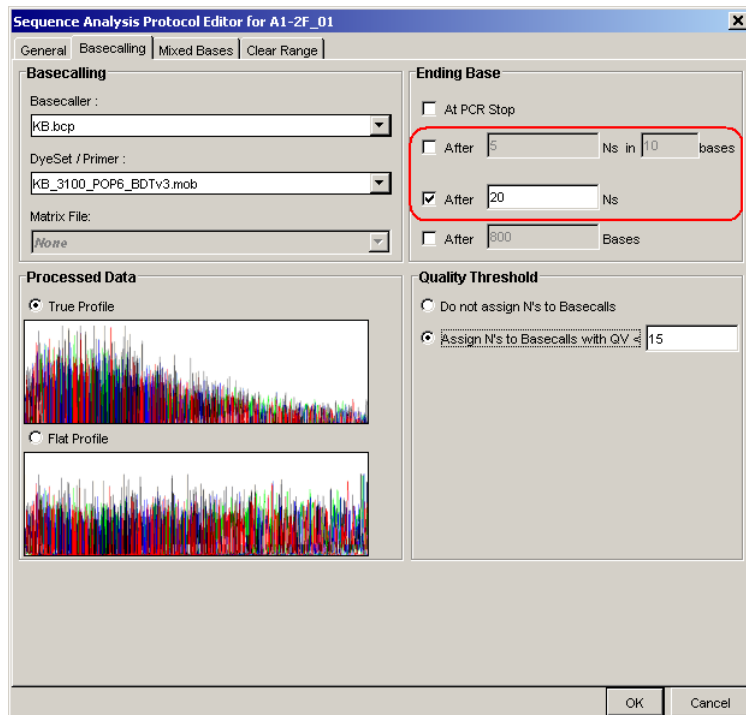 Sequence Analysis Protocol Editor for A1-2F_01
General Basecalling Mixed Bases Clear Range
Basecalling
Basecaller :
KB.bcp
DyeSet / Primer :
KB_3100_POP6_BDTv3.mob
Matrix File:
None
Ending Base
At PCR Stop
After 5 Ns in 10 bases
After 20 Ns
After 800 Bases
Processed Data
True Profile
Flat Profile
Quality Threshold
Do not assign N's to Basecalls
Assign N's to Basecalls with QV < 15
OK Cancel